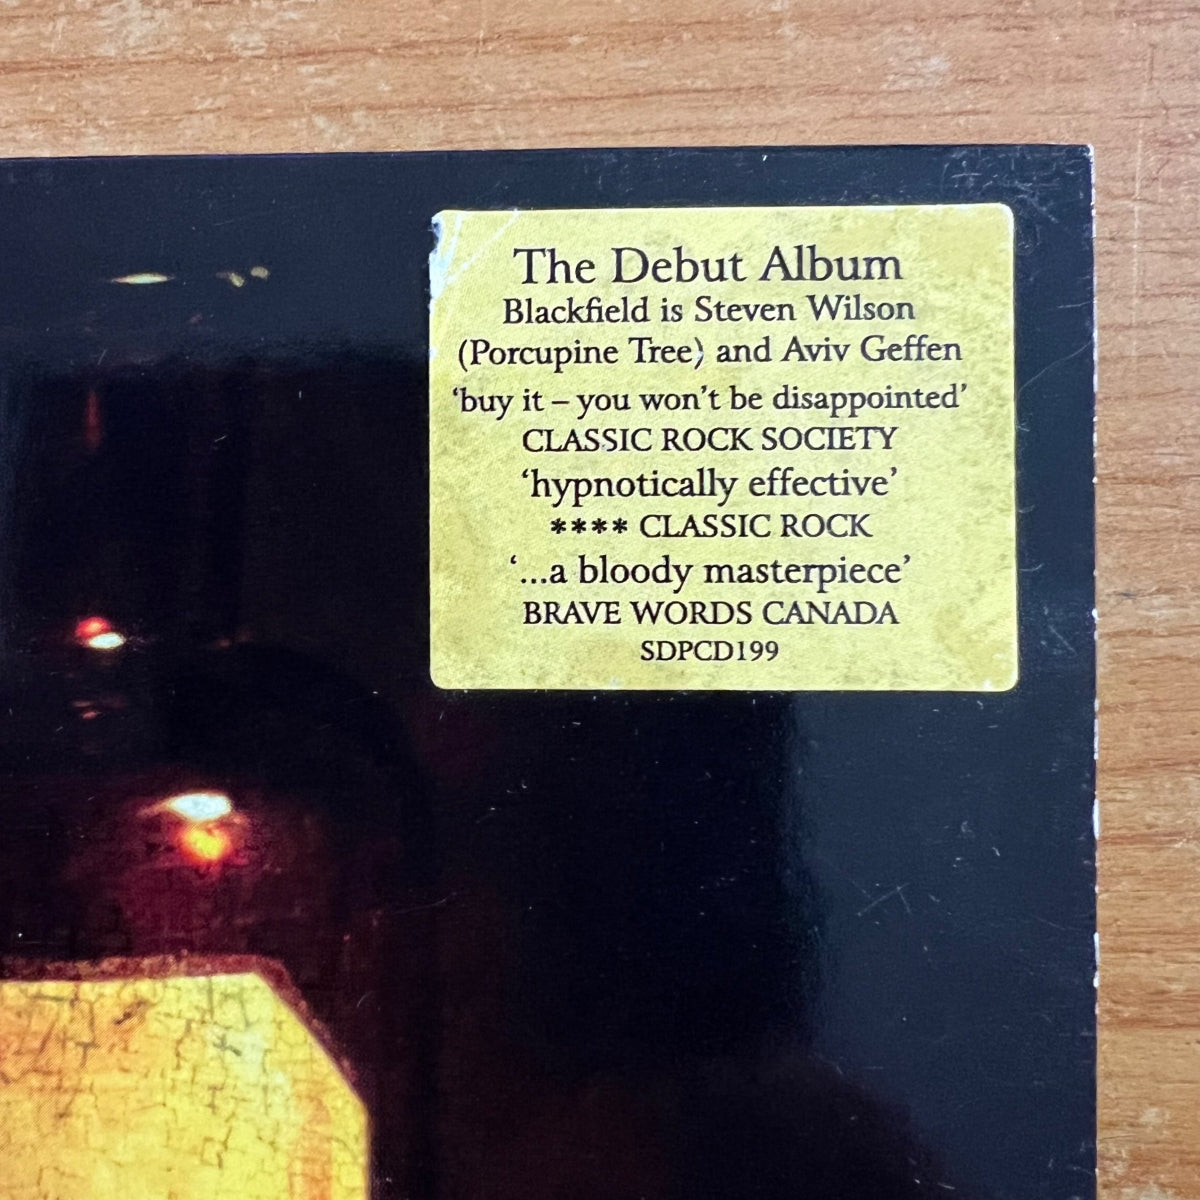 The Debut Album
Blackfield is Steven Wilson
(Porcupine Tree) and Aviv Geffen
‘buy it – you won’t be disappointed’
CLASSIC ROCK SOCIETY
‘hypnotically effective’
**** CLASSIC ROCK
‘...a bloody masterpiece’
BRAVE WORDS CANADA
SDPCD199